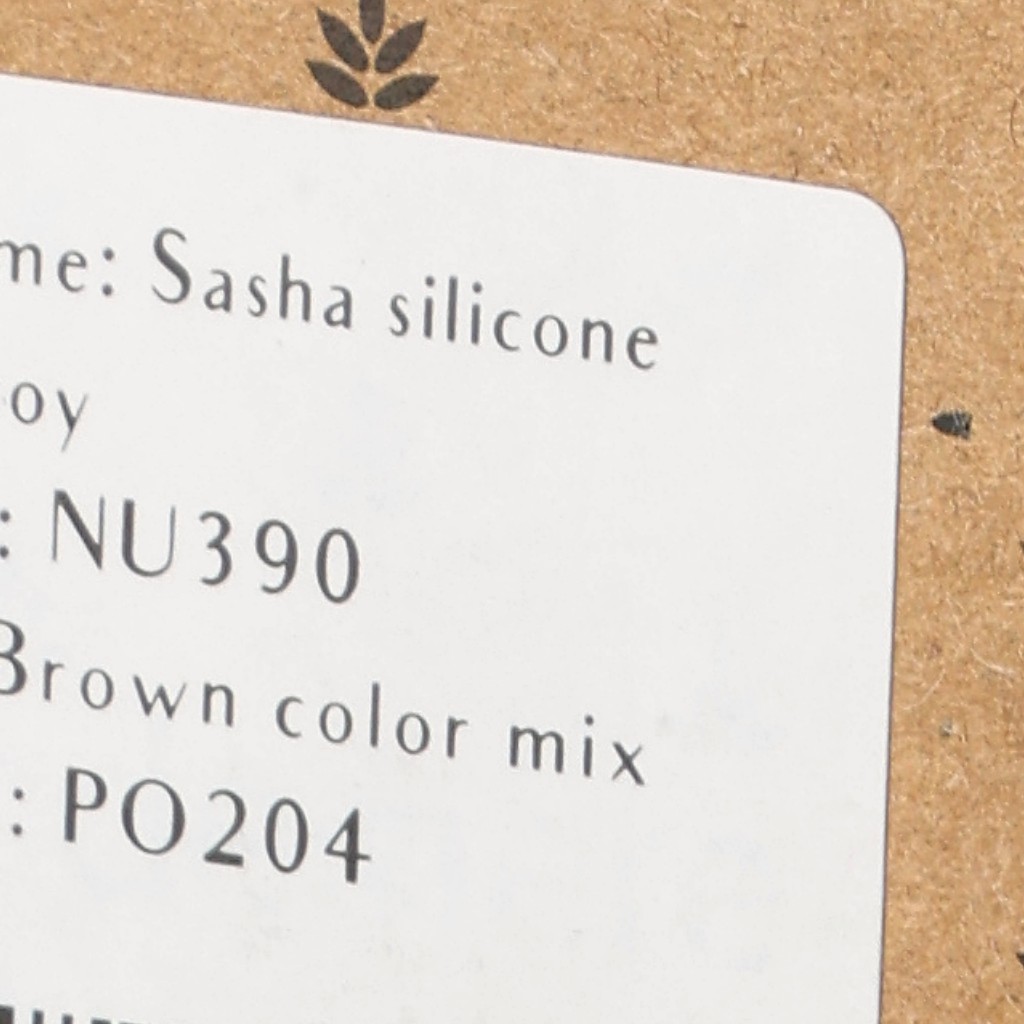 me: Sasha silicone
oy
: NU390
Brown color mix
: PO204